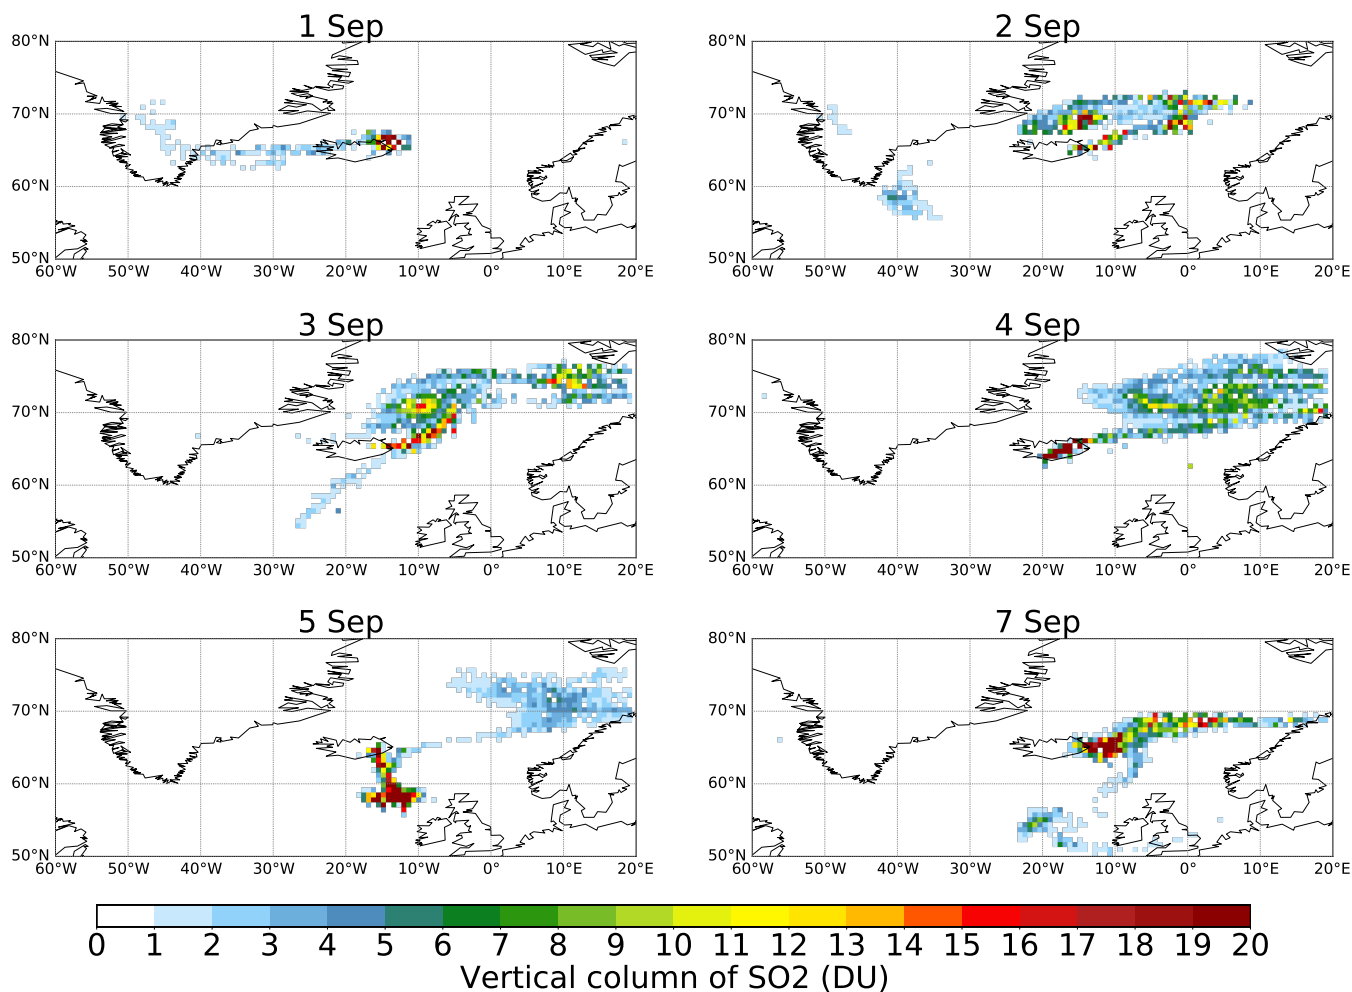 1 Sep
2 Sep
80°N
70°N
60°N
50°N
60°W 50°W 40°W 30°W 20°W 10°W 0° 10°E 20°E
80°N
70°N
60°N
50°N
60°W 50°W 40°W 30°W 20°W 10°W 0° 10°E 20°E
3 Sep
4 Sep
80°N
70°N
60°N
50°N
60°W 50°W 40°W 30°W 20°W 10°W 0° 10°E 20°E
80°N
70°N
60°N
50°N
60°W 50°W 40°W 30°W 20°W 10°W 0° 10°E 20°E
5 Sep
7 Sep
80°N
70°N
60°N
50°N
60°W 50°W 40°W 30°W 20°W 10°W 0° 10°E 20°E
80°N
70°N
60°N
50°N
60°W 50°W 40°W 30°W 20°W 10°W 0° 10°E 20°E
0 1 2 3 4 5 6 7 8 9 10 11 12 13 14 15 16 17 18 19 20
Vertical column of SO2 (DU)